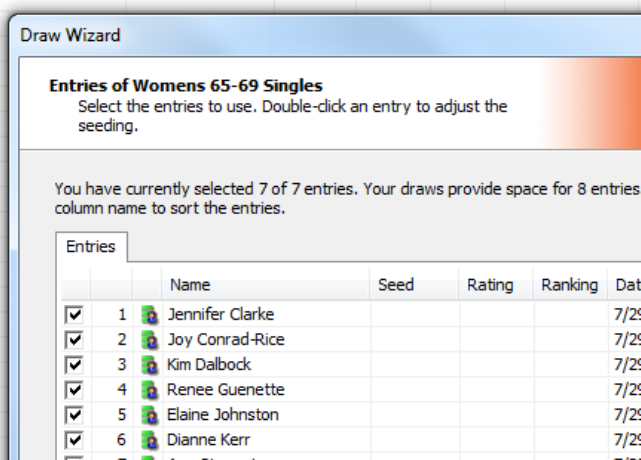 Draw Wizard
Entries of Womens 65-69 Singles
Select the entries to use. Double-click an entry to adjust the
seeding.
You have currently selected 7 of 7 entries. Your draws provide space for 8 entries
column name to sort the entries.
Entries
Name Seed Rating Ranking Dat
1 Jennifer Clarke 7/29
2 Joy Conrad-Rice 7/29
3 Kim Dalbock 7/29
4 Renee Guenette 7/29
5 Elaine Johnston 7/29
6 Dianne Kerr 7/29